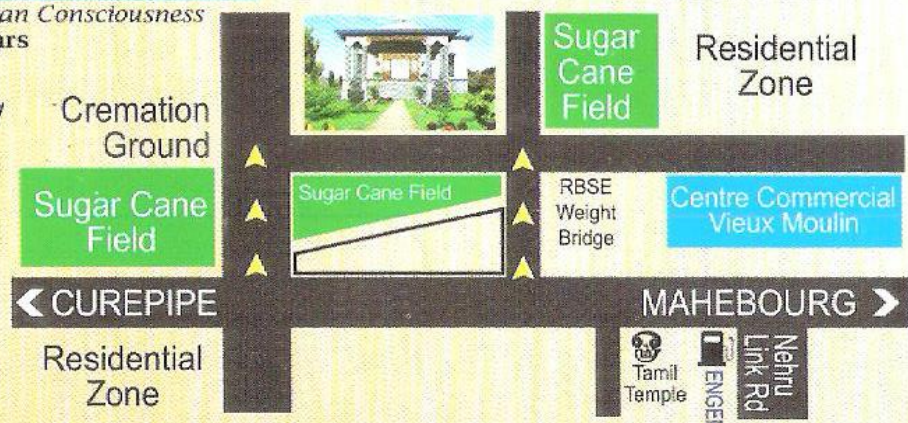 an Consciousness
ars
Cremation
Ground
Sugar Cane
Field
Sugar
Cane
Field
Residential
Zone
Sugar Cane Field
RBSE
Weight
Bridge
Centre Commercial
Vieux Moulin
CUREPIPE
MAHEBOURG
Residential
Zone
Tamil
Temple
ENGEN
Nehru
Link Rd